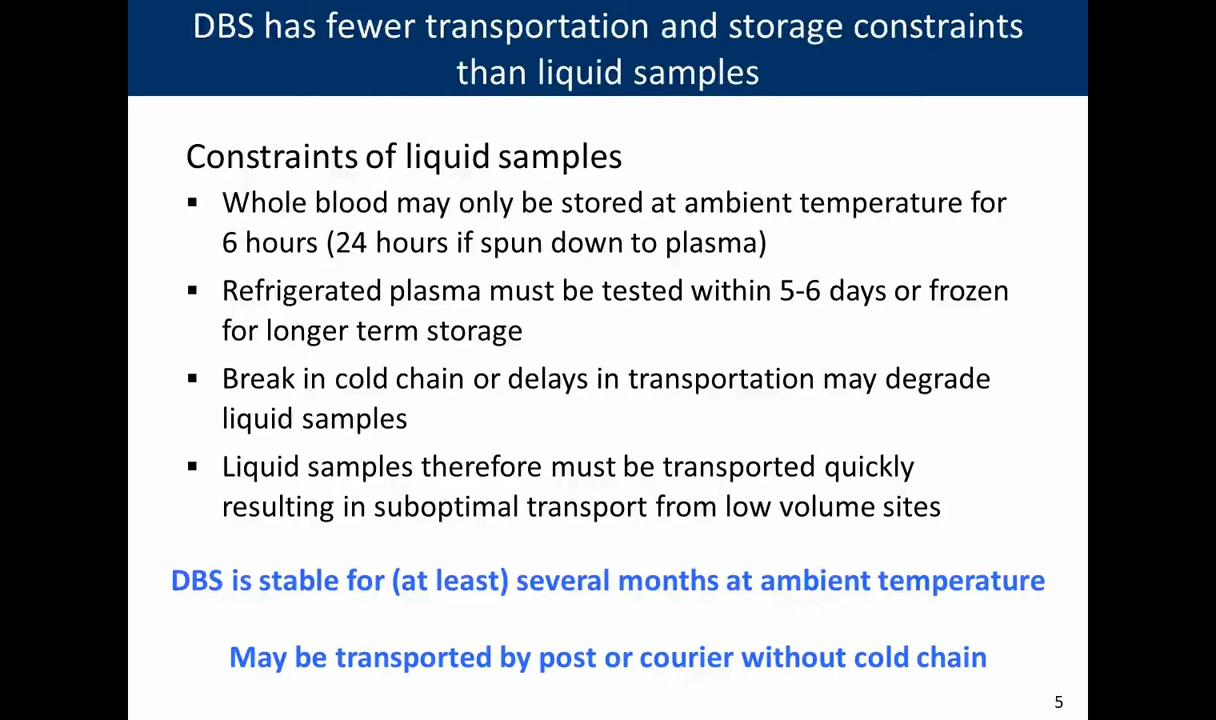 DBS has fewer transportation and storage constraints
than liquid samples
Constraints of liquid samples
▪ Whole blood may only be stored at ambient temperature for
6 hours (24 hours if spun down to plasma)
▪ Refrigerated plasma must be tested within 5-6 days or frozen
for longer term storage
▪ Break in cold chain or delays in transportation may degrade
liquid samples
▪ Liquid samples therefore must be transported quickly
resulting in suboptimal transport from low volume sites
DBS is stable for (at least) several months at ambient temperature
May be transported by post or courier without cold chain
5